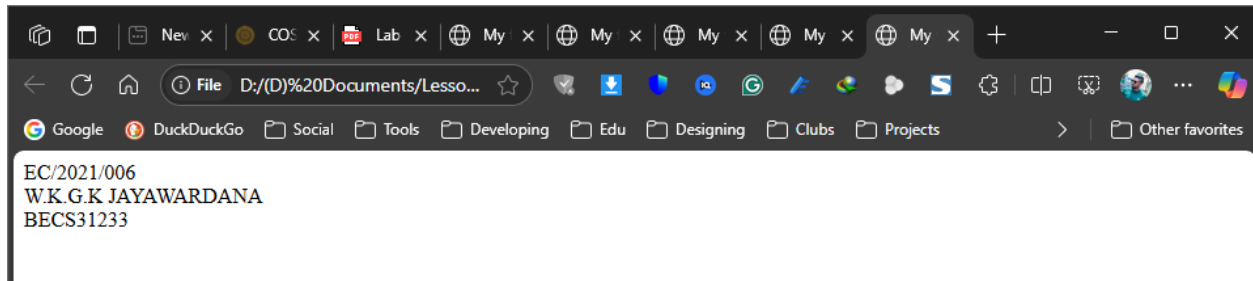 New
COS
PDF Lab
My
My
My
My
My
File D:/(D)%20Documents/Lesso...
Google DuckDuckGo Social Tools Developing Edu Designing Clubs Projects Other favorites
EC/2021/006
W.K.G.K JAYAWARDANA
BECS31233